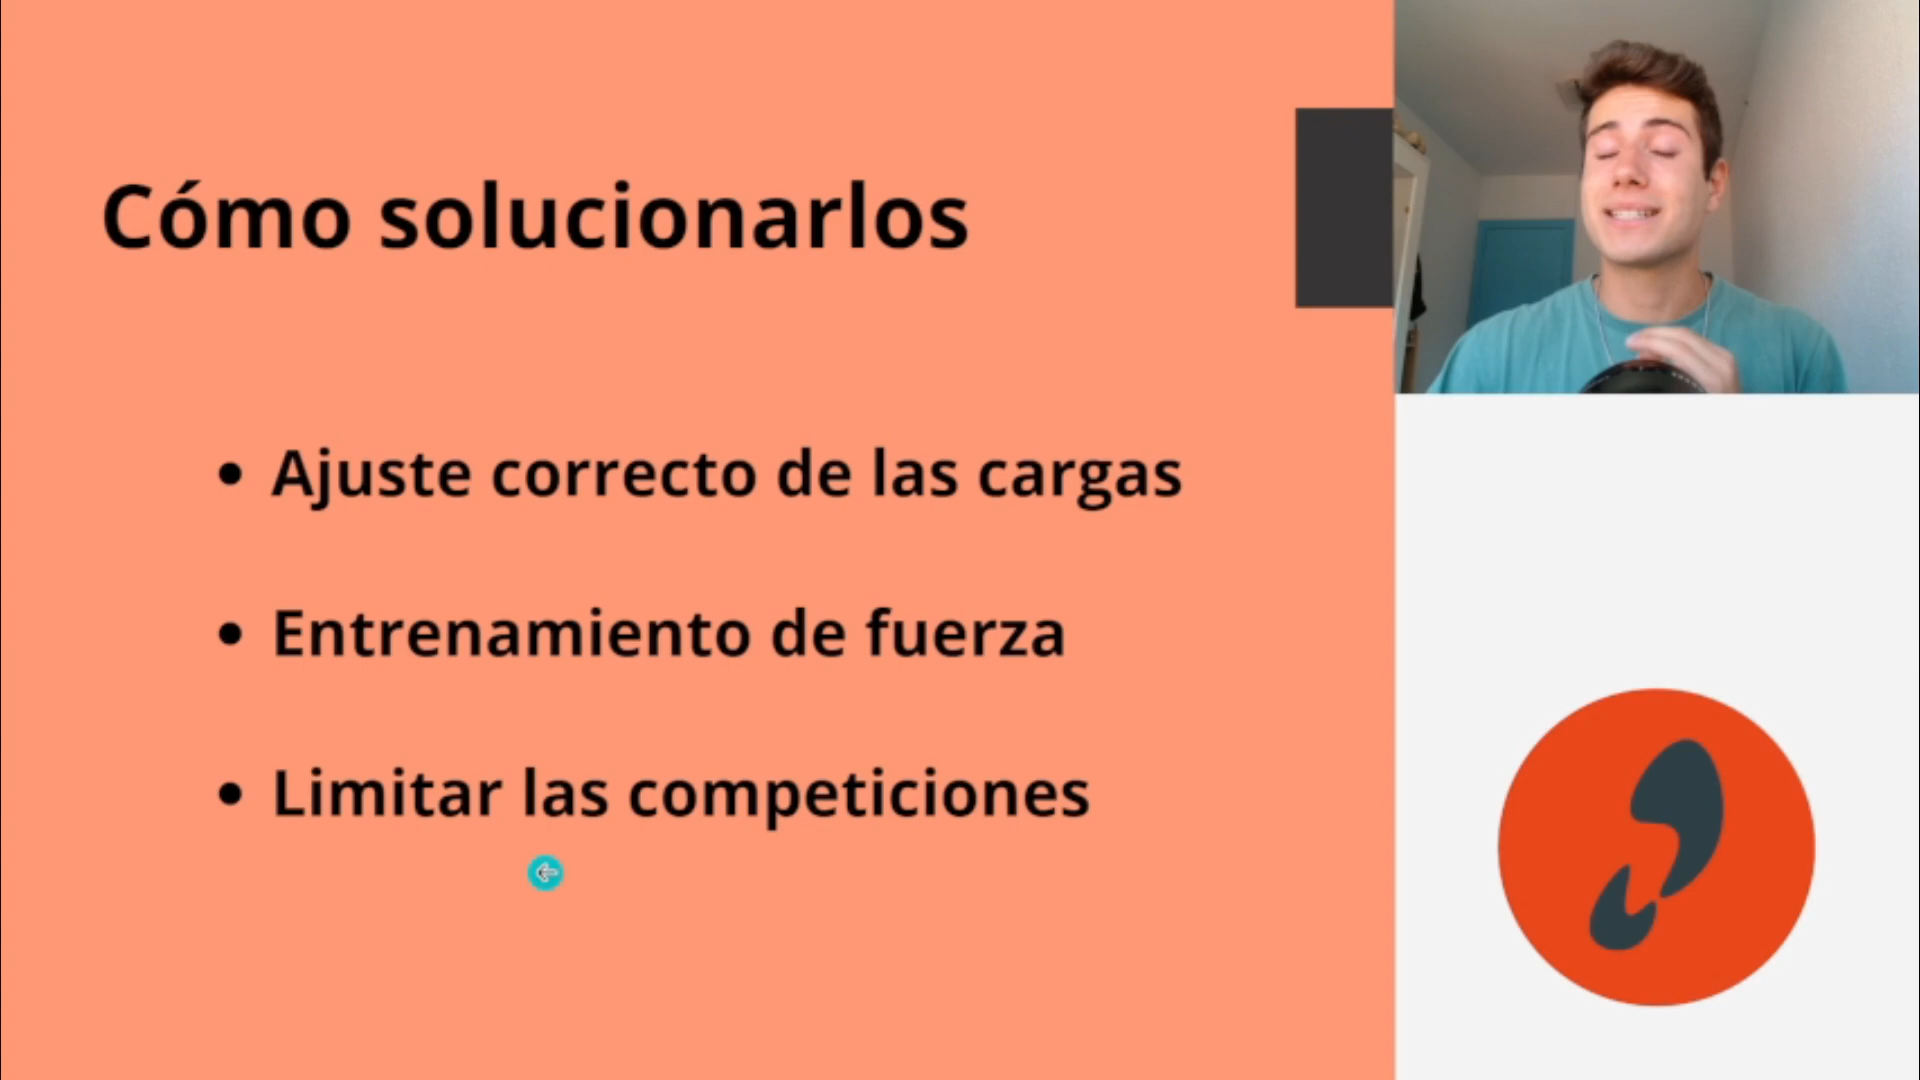 Cómo solucionarlos
• Ajuste correcto de las cargas
• Entrenamiento de fuerza
• Limitar las competiciones